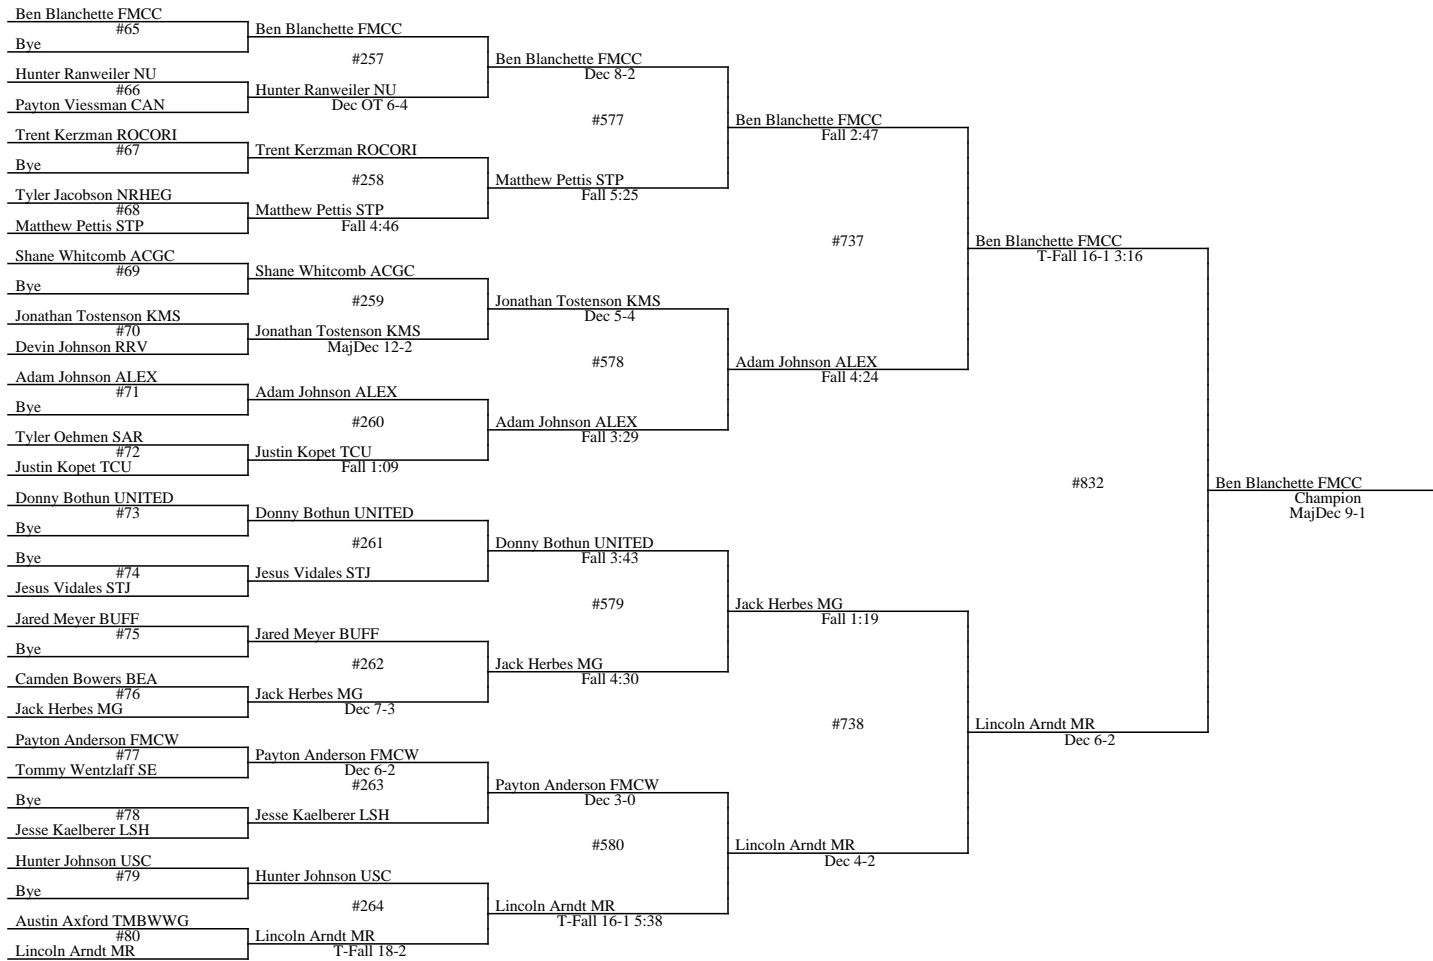 Ben Blanchette FMCC
#65
Bye
Hunter Ranweiler NU
#66
Payton Viessman CAN
Trent Kerzman ROCORI
#67
Bye
Tyler Jacobson NRHEG
#68
Matthew Pettis STP
Shane Whitcomb ACGC
#69
Bye
Jonathan Tostenson KMS
#70
Devin Johnson RRV
Adam Johnson ALEX
#71
Bye
Tyler Oehmen SAR
#72
Justin Kopet TCU
Donny Bothun UNITED
#73
Bye
Bye
#74
Jesus Vidales STJ
Jared Meyer BUFF
#75
Bye
Camden Bowers BEA
#76
Jack Herbes MG
Payton Anderson FMCW
#77
Tommy Wentzlaff SE
Bye
#78
Jesse Kaelberer LSH
Hunter Johnson USC
#79
Bye
Austin Axford TMBWWG
#80
Lincoln Arndt MR
Ben Blanchette FMCC
#257
Hunter Ranweiler NU
Dec OT 6-4
Trent Kerzman ROCORI
#258
Matthew Pettis STP
Fall 4:46
Shane Whitcomb ACGC
#259
Jonathan Tostenson KMS
MajDec 12-2
Adam Johnson ALEX
#260
Justin Kopet TCU
Fall 1:09
Donny Bothun UNITED
#261
Jesus Vidales STJ
Jared Meyer BUFF
#262
Jack Herbes MG
Dec 7-3
Payton Anderson FMCW
Dec 6-2
#263
Jesse Kaelberer LSH
Hunter Johnson USC
#264
Lincoln Arndt MR
T-Fall 18-2
Ben Blanchette FMCC
Dec 8-2
#577
Matthew Pettis STP
Fall 5:25
Jonathan Tostenson KMS
Dec 5-4
#578
Adam Johnson ALEX
Fall 3:29
Donny Bothun UNITED
Fall 3:43
#579
Jack Herbes MG
Fall 4:30
Payton Anderson FMCW
Dec 3-0
#580
Lincoln Arndt MR
T-Fall 16-1 5:38
Ben Blanchette FMCC
Fall 2:47
#737
Adam Johnson ALEX
Fall 4:24
Jack Herbes MG
Fall 1:19
#738
Lincoln Arndt MR
Dec 4-2
Ben Blanchette FMCC
T-Fall 16-1 3:16
#832
Lincoln Arndt MR
Dec 6-2
Ben Blanchette FMCC
Champion
MajDec 9-1